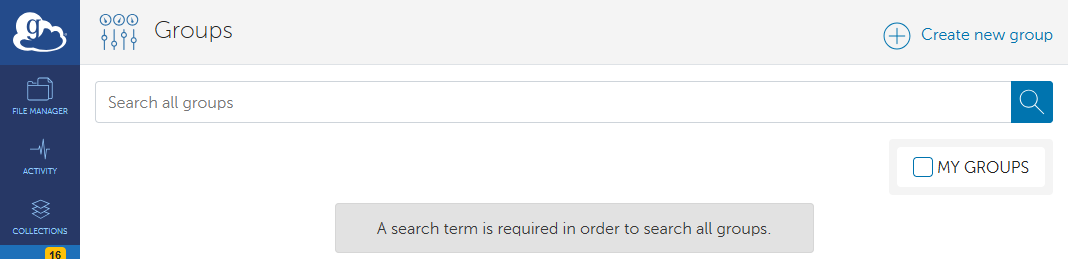 g
Groups
Create new group
FILE MANAGER
Search all groups
ACTIVITY
MY GROUPS
COLLECTIONS
A search term is required in order to search all groups.
16